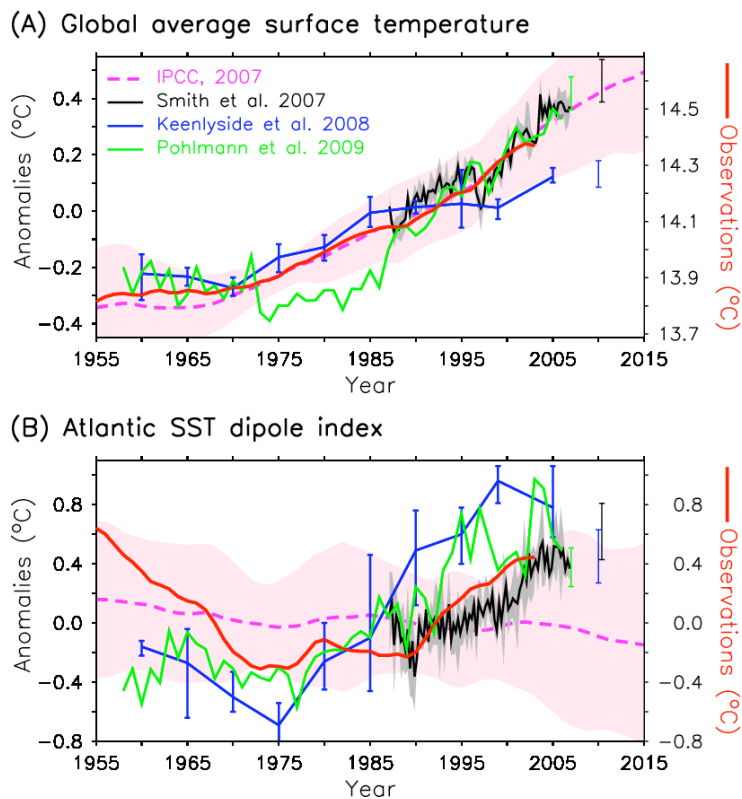 (A) Global average surface temperature
IPCC, 2007
Smith et al. 2007
Keenlyside et al. 2008
Pohlmann et al. 2009
Anomalies (°C)
0.4
0.2
0.0
−0.2
−0.4
14.5
14.3
14.1
13.9
13.7
Observations (°C)
1955 1965 1975 1985 1995 2005 2015
Year
(B) Atlantic SST dipole index
Anomalies (°C)
0.8
0.4
0.0
−0.4
−0.8
0.8
0.4
0.0
−0.4
−0.8
Observations (°C)
1955 1965 1975 1985 1995 2005 2015
Year